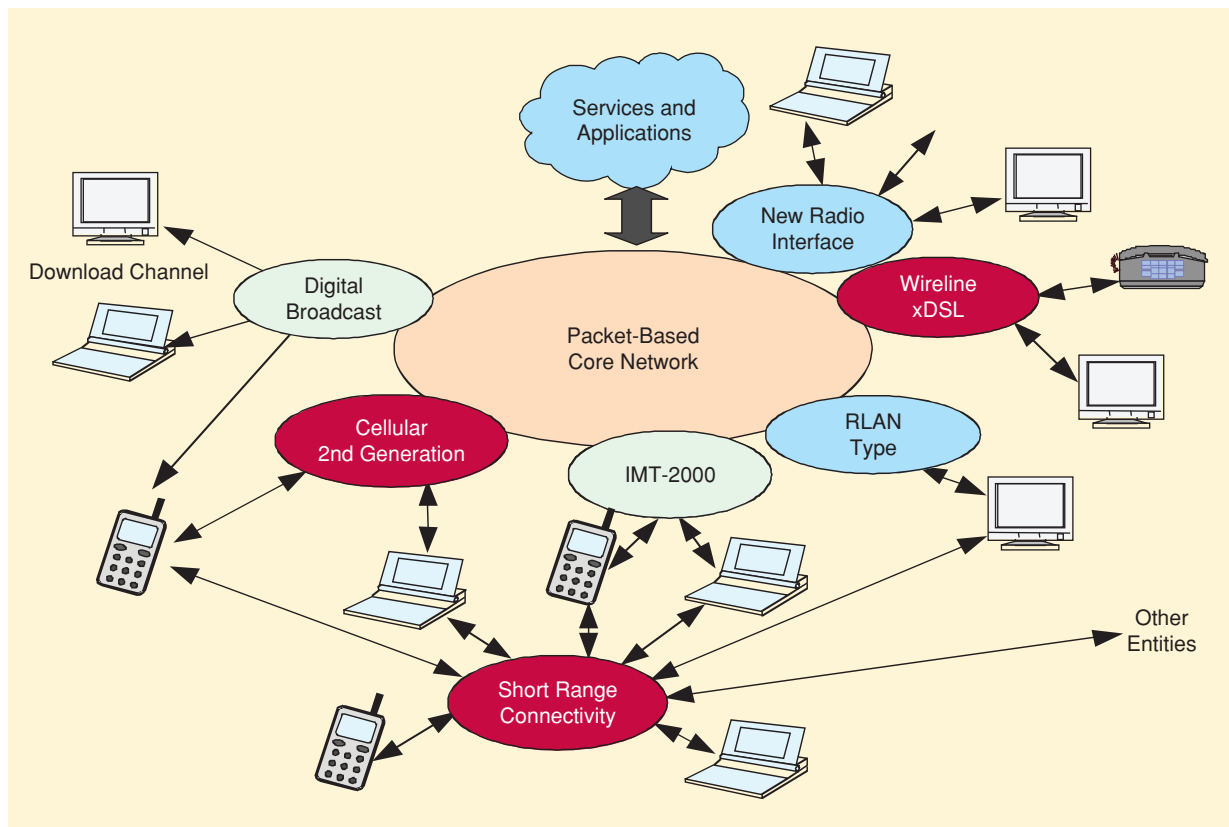 Services and
Applications
New Radio
Interface
Download Channel
Digital
Broadcast
Wireline
xDSL
Packet-Based
Core Network
Cellular
2nd Generation
RLAN
Type
IMT-2000
Other
Entities
Short Range
Connectivity